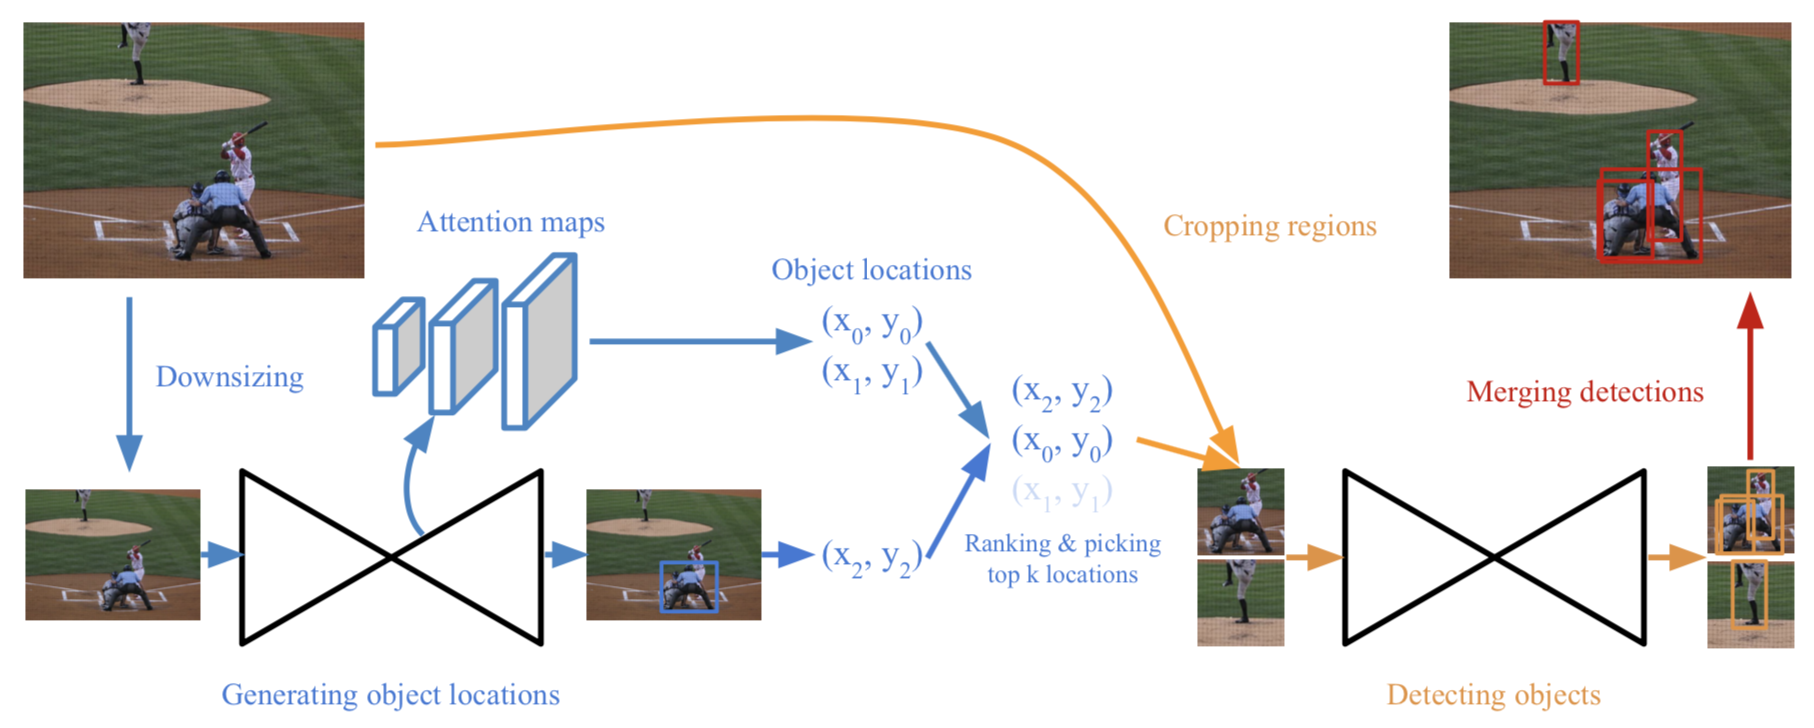 Attention maps
Object locations
(x0, y0)
(x1, y1)
Cropping regions
Downsizing
(x2, y2)
(x0, y0)
(x1, y1)
Ranking & picking
top k locations
(x2, y2)
Merging detections
Generating object locations
Detecting objects